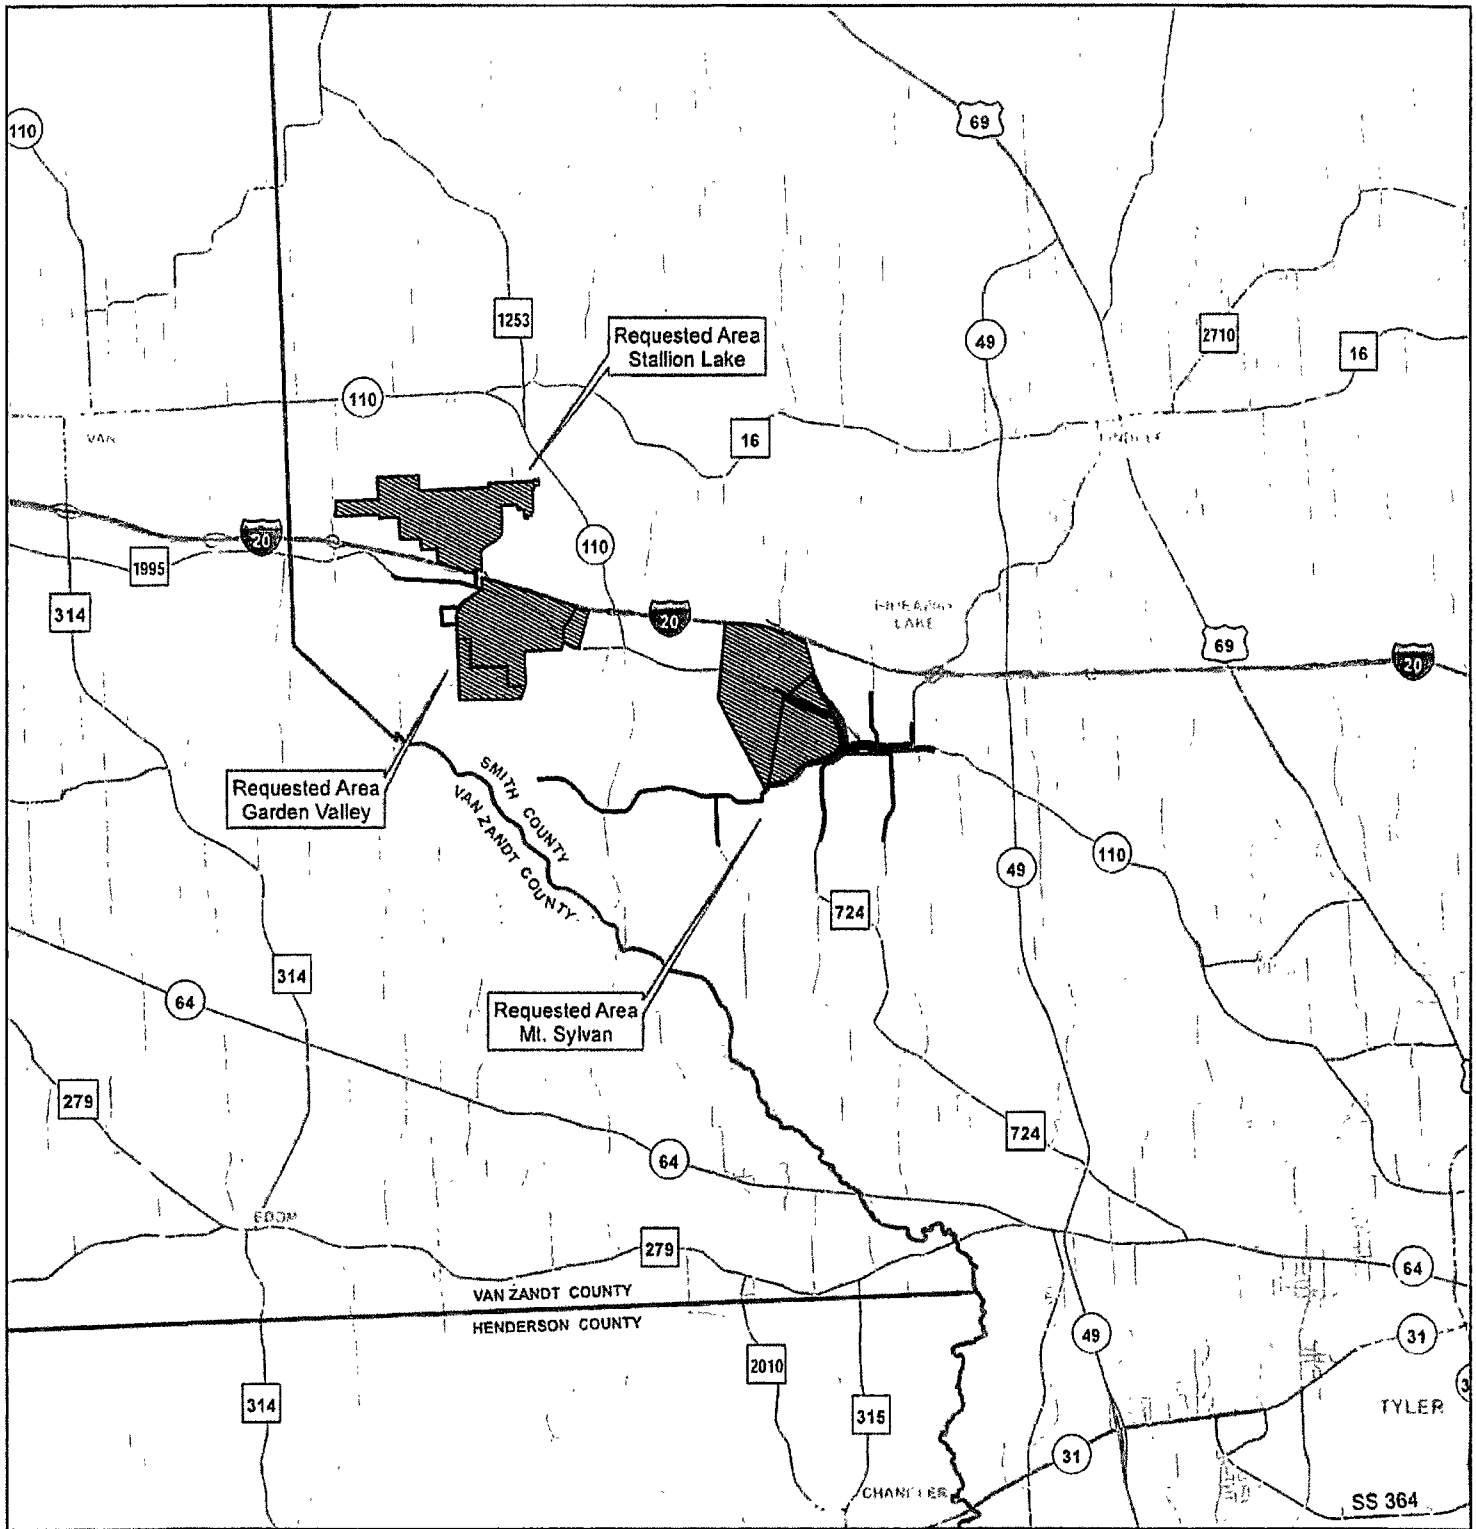 110
69
1253
Requested Area
Stallion Lake
49
2710
16
110
VAN
16
110
20
1995
314
20
LAKE
69
20
Requested Area
Garden Valley
SMITH COUNTY
VAN ZANDT COUNTY
110
49
724
314
64
Requested Area
Mt. Sylvan
279
724
64
EDOM
279
64
VAN ZANDT COUNTY
HENDERSON COUNTY
49
31
2010
314
315
TYLER
31
CHANDLER
SS 364